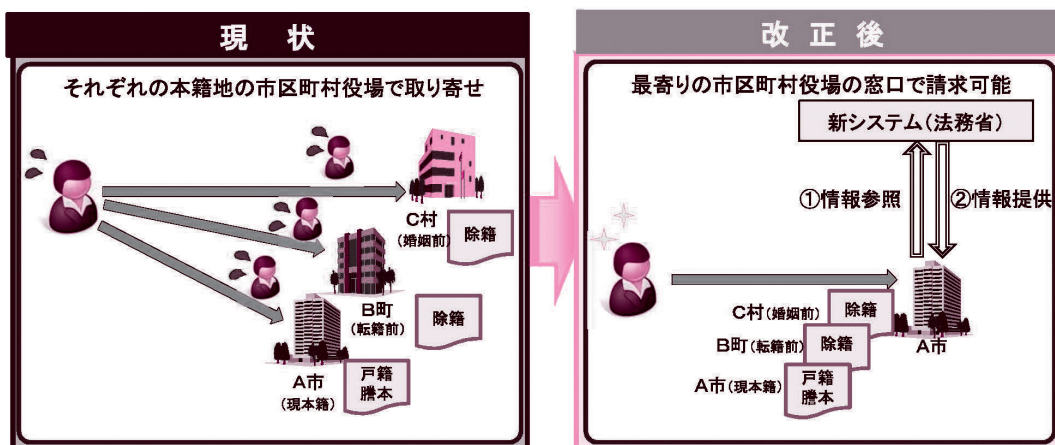 現状
それぞれの本籍地の市区町村役場で取り寄せ
C村
(婚姻前)
除籍
B町
(転籍前)
除籍
A市
(現本籍)
戸籍
謄本
改正後
最寄りの市区町村役場の窓口で請求可能
新システム(法務省)
①情報参照
②情報提供
C村(婚姻前)
除籍
B町(転籍前)
除籍
A市(現本籍)
戸籍
謄本
A市